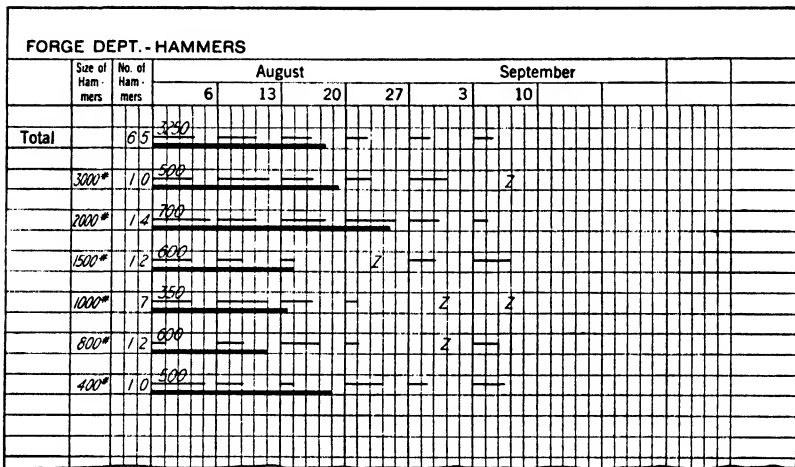 FORGE DEPT.-HAMMERS
Size of Ham- mers No. of Ham- mers August September
6 13 20 27 3 10
Total 65 3250
3000# 10 500 Z
2000# 14 700
1500# 12 600 Z
1000# 7 350 Z Z
800# 12 600 Z
400# 10 500